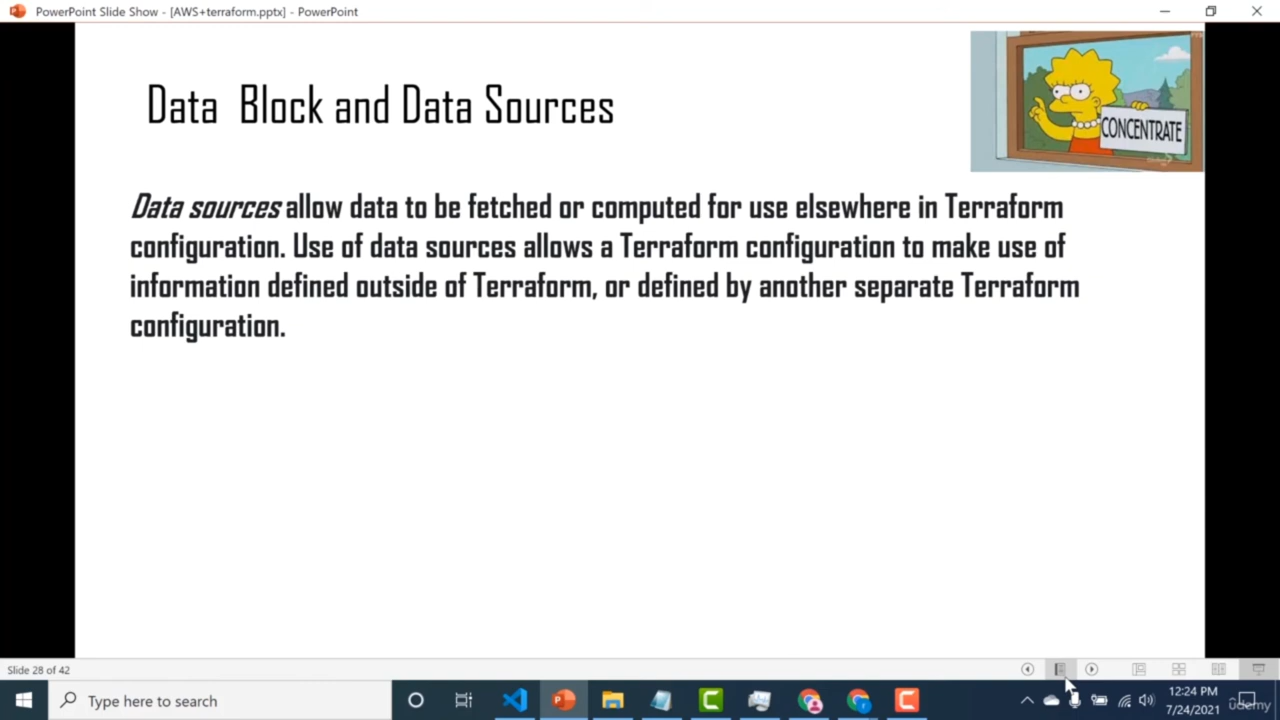 PowerPoint Slide Show - [AWS+terraform.pptx] - PowerPoint
CONCENTRATE
Data Block and Data Sources
Data sources allow data to be fetched or computed for use elsewhere in Terraform
configuration. Use of data sources allows a Terraform configuration to make use of
information defined outside of Terraform, or defined by another separate Terraform
configuration.
Slide 28 of 42
Type here to search
12:24 PM
7/24/2021
ûdemy